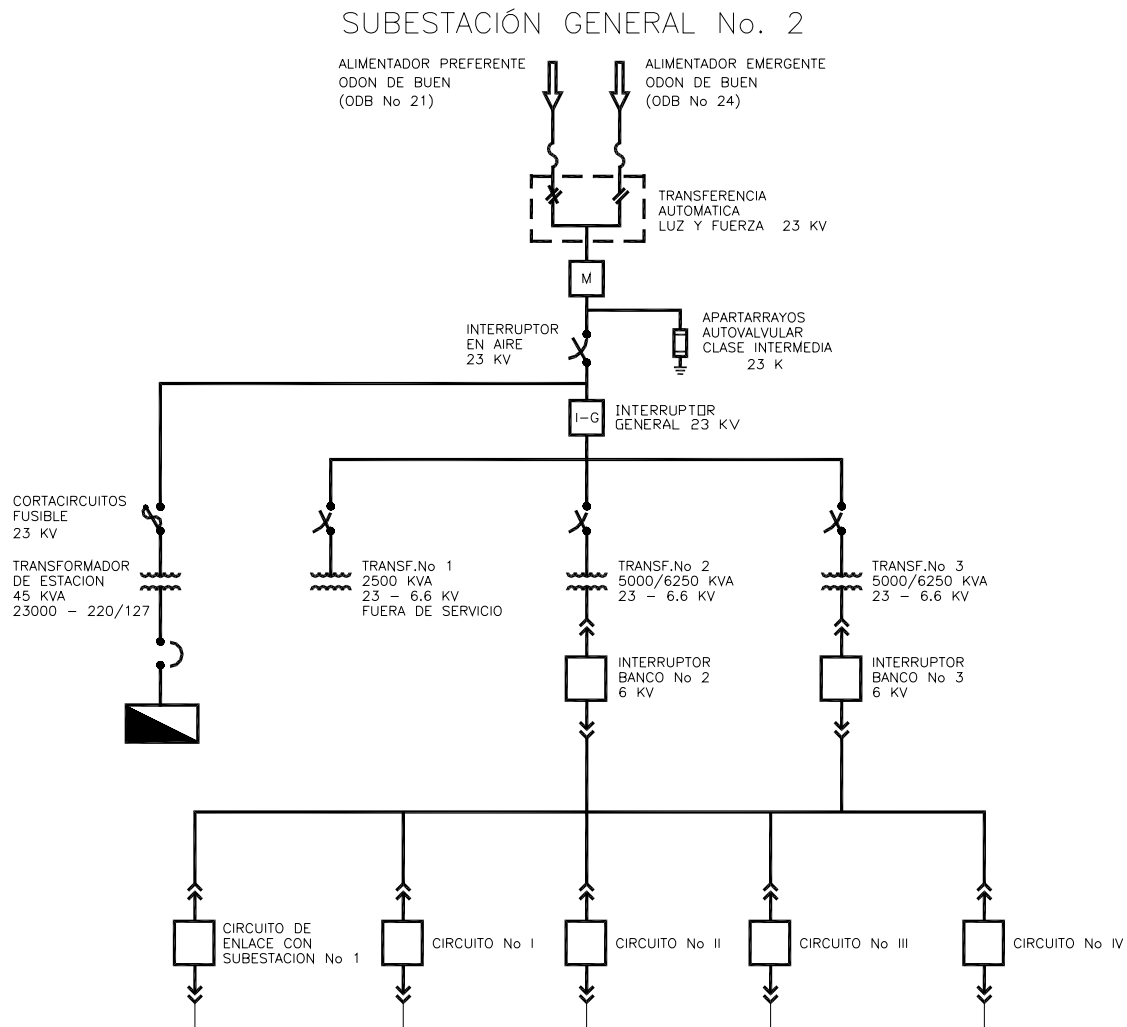 SUBESTACIÓN GENERAL No. 2
ALIMENTADOR PREFERENTE
ODON DE BUEN
(ODB No 21)
ALIMENTADOR EMERGENTE
ODON DE BUEN
(ODB No 24)
TRANSFERENCIA
AUTOMATICA
LUZ Y FUERZA 23 KV
M
INTERRUPTOR
EN AIRE
23 KV
APARTARRAYOS
AUTOVALVULAR
CLASE INTERMEDIA
23 K
I-G
INTERRUPTOR
GENERAL 23 KV
CORTACIRCUITOS
FUSIBLE
23 KV
TRANSFORMADOR
DE ESTACION
45 KVA
23000 - 220/127
TRANSF.No 1
2500 KVA
23 - 6.6 KV
FUERA DE SERVICIO
TRANSF.No 2
5000/6250 KVA
23 - 6.6 KV
TRANSF.No 3
5000/6250 KVA
23 - 6.6 KV
INTERRUPTOR
BANCO No 2
6 KV
INTERRUPTOR
BANCO No 3
6 KV
CIRCUITO DE
ENLACE CON
SUBESTACION No 1
CIRCUITO No I
CIRCUITO No II
CIRCUITO No III
CIRCUITO No IV